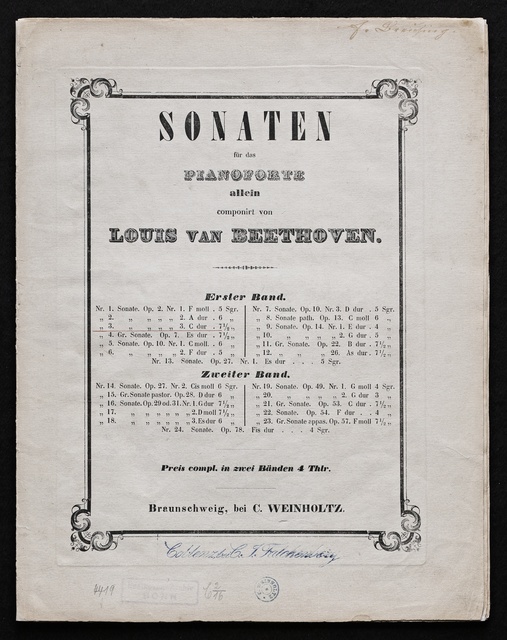 SONATEN
für das
PIANOFORTE
allein
componirt von
LOUIS VAN BEETHOVEN.
Erster Band.
Nr. 1. Sonate. Op. 2. Nr. 1. F moll . 5 Sgr.
„ 2. „ „ „ „ 2. A dur . 6 „
„ 3. „ „ „ „ 3. C dur . 7½ „
„ 4. Gr. Sonate. Op. 7. Es dur . 7½ „
„ 5. Sonate. Op. 10. Nr. 1. C moll . 6 „
„ 6. „ „ „ „ 2. F dur . 5 „
Nr. 7. Sonate. Op. 10. Nr. 3. D dur . 5 Sgr.
„ 8. Sonate path. Op. 13. C moll 6 „
„ 9. Sonate. Op. 14. Nr. 1. E dur . 4 „
„ 10. „ „ „ „ 2. G dur . 5 „
„ 11. Gr. Sonate. Op. 22. B dur . 7½ „
„ 12. „ „ „ 26. As dur . 7½ „
Nr. 13. Sonate. Op. 27. Nr. 1. Es dur . . . 5 Sgr.
Zweiter Band.
Nr. 14. Sonate. Op. 27. Nr. 2. Cis moll 6 Sgr.
„ 15. Gr. Sonate pastor. Op. 28. D dur 6 „
„ 16. Sonate. Op. 29 od. 31. Nr. 1. G dur 7½ „
„ 17. „ „ „ „ „ „ 2. D moll 7½ „
„ 18. „ „ „ „ „ „ 3. Es dur 6 „
Nr. 19. Sonate. Op. 49. Nr. 1. G moll 4 Sgr.
„ 20. „ „ „ „ 2. G dur 3 „
„ 21. Gr. Sonate. Op. 53. C dur . 7½ „
„ 22. Sonate. Op. 54. F dur . . 4 „
„ 23. Gr. Sonate appas. Op. 57. F moll 7½ „
Nr. 24. Sonate. Op. 78. Fis dur . . . 4 Sgr.
Preis compl. in zwei Bänden 4 Thlr.
Braunschweig, bei C. WEINHOLTZ.
4419